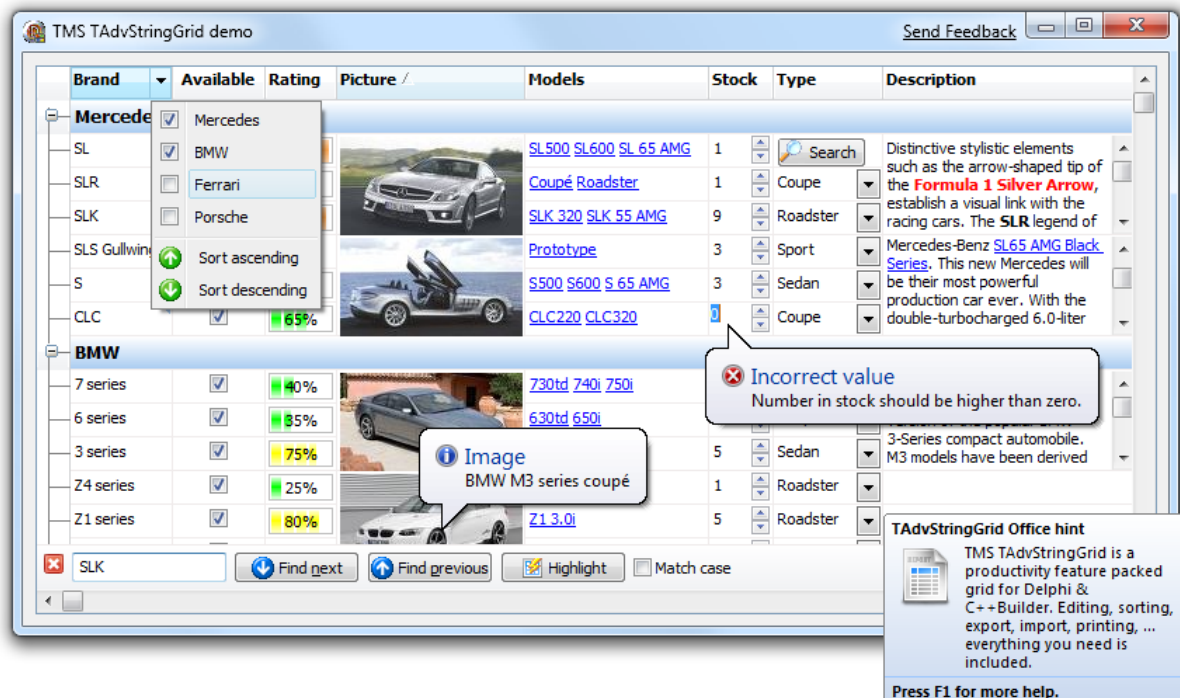 TMS TAdvStringGrid demo
Send Feedback
Brand Available Rating Picture Models Stock Type Description
Mercede
Mercedes
BMW
Ferrari
Porsche
Sort ascending
Sort descending
SL SL500 SL600 SL 65 AMG 1 Search
SLR Coupé Roadster 1 Coupe
SLK SLK 320 SLK 55 AMG 9 Roadster
Distinctive stylistic elements
such as the arrow-shaped tip of
the Formula 1 Silver Arrow,
establish a visual link with the
racing cars. The SLR legend of
SLS Gullwing Prototype 3 Sport
S S500 S600 S 65 AMG 3 Sedan
CLC 65% CLC220 CLC320 0 Coupe
Mercedes-Benz SL65 AMG Black
Series. This new Mercedes will
be their most powerful
production car ever. With the
double-turbocharged 6.0-liter
BMW
Incorrect value
Number in stock should be higher than zero.
7 series 40% 730td 740i 750i
6 series 35% 630td 650i
3 series 75% 5 Sedan
3-Series compact automobile.
M3 models have been derived
Image
BMW M3 series coupé
Z4 series 25% 1 Roadster
Z1 series 80% Z1 3.0i 5 Roadster
SLK Find next Find previous Highlight Match case
TAdvStringGrid Office hint
TMS TAdvStringGrid is a
productivity feature packed
grid for Delphi &
C++Builder. Editing, sorting,
export, import, printing, ...
everything you need is
included.
Press F1 for more help.